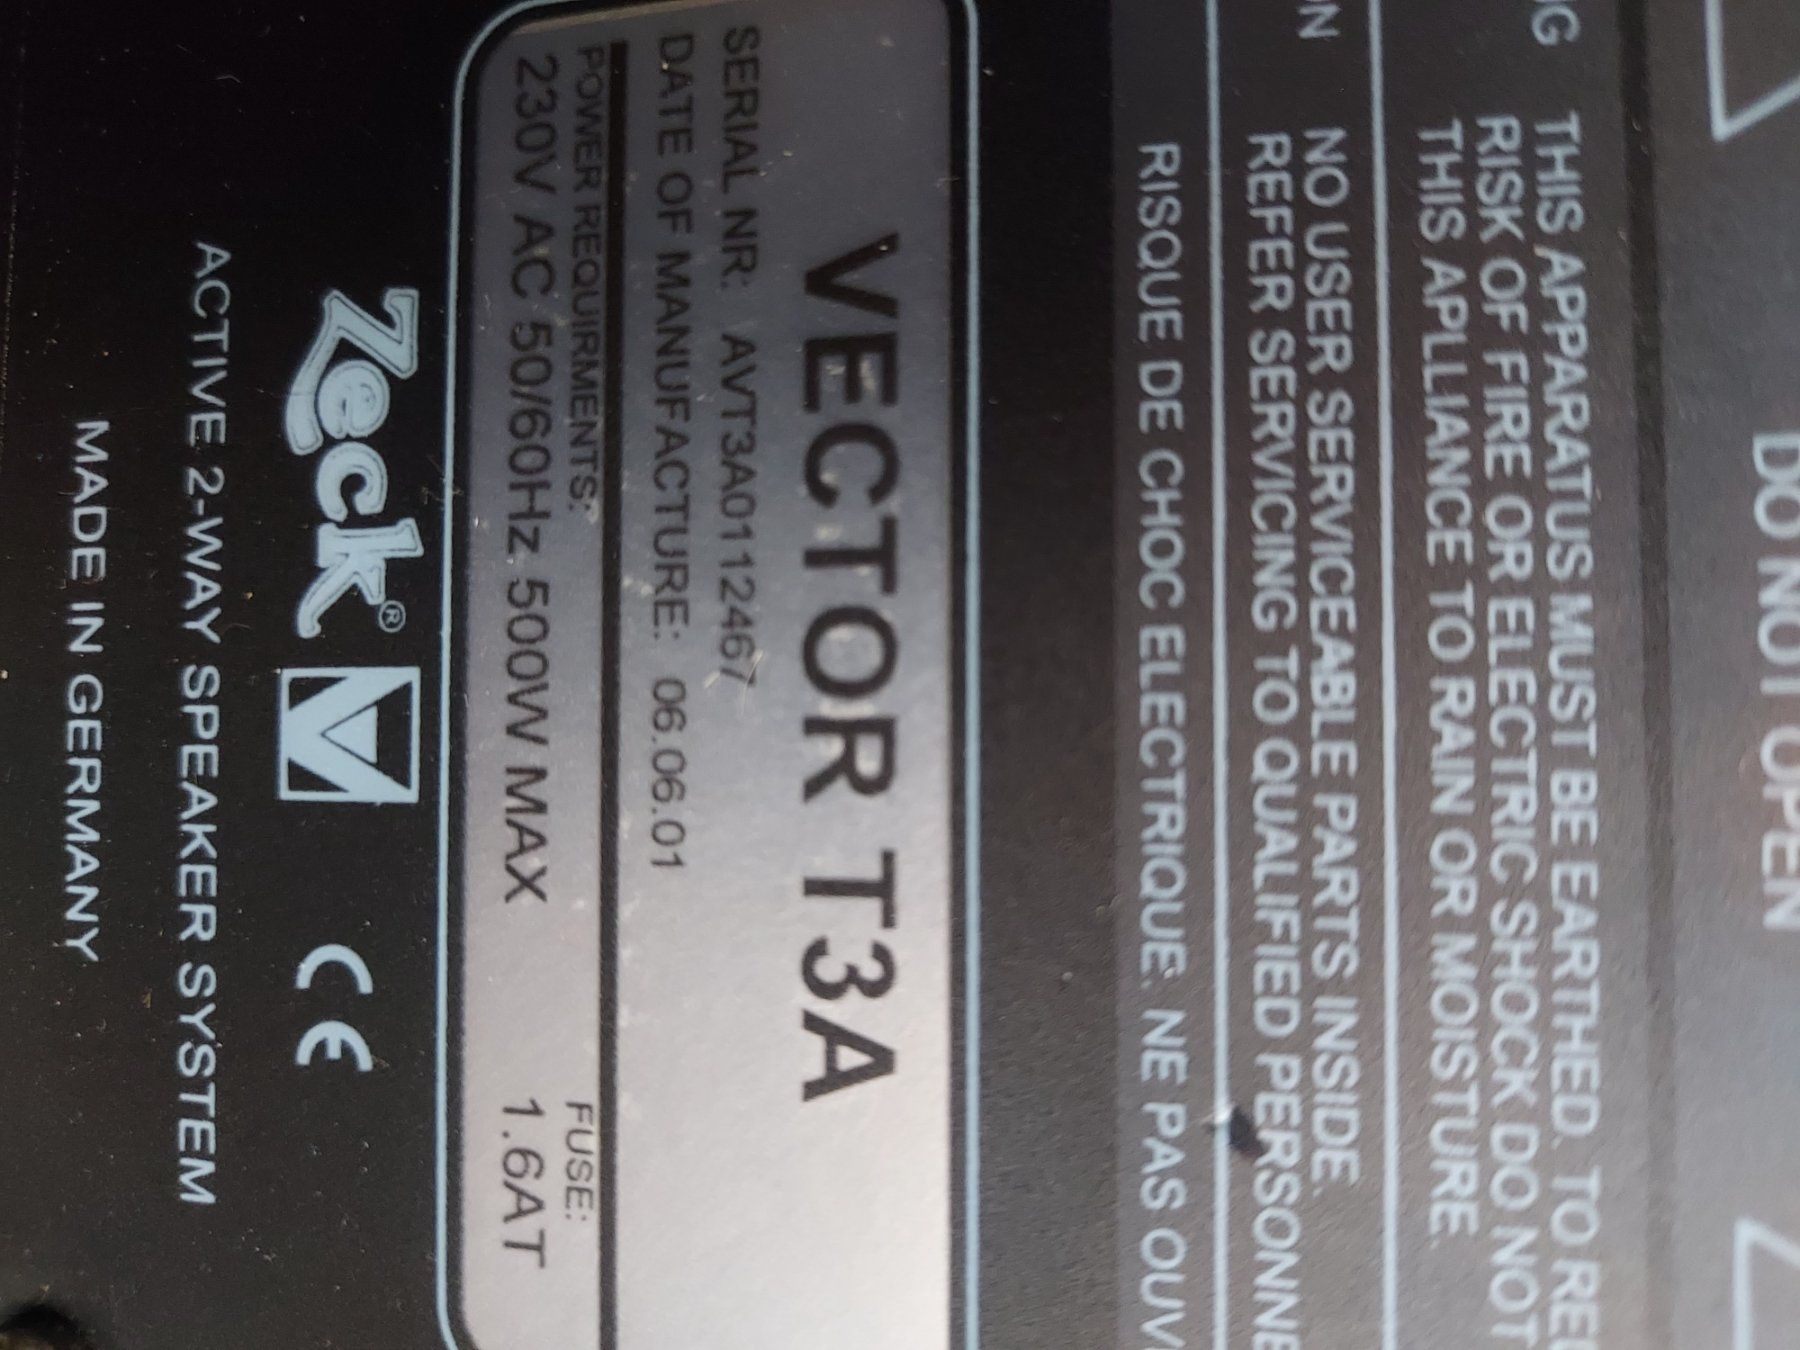 DO NOT OPEN
THIS APPARATUS MUST BE EARTHED. TO
RISK OF FIRE OR ELECTRIC SHOCK DO NOT
THIS APLLIANCE TO RAIN OR MOISTURE.
NO USER SERVICEABLE PARTS INSIDE.
REFER SERVICING TO QUALIFIED
RISQUE DE CHOC ELECTRIQUE: NE PAS
VECTOR T3A
SERIAL NR: AVT3A0112467
DATE OF MANUFACTURE: 06.06.01
POWER REQUIRMENTS: FUSE:
230V AC 50/60Hz 500W MAX 1.6AT
Zeck® CE
ACTIVE 2-WAY SPEAKER SYSTEM
MADE IN GERMANY